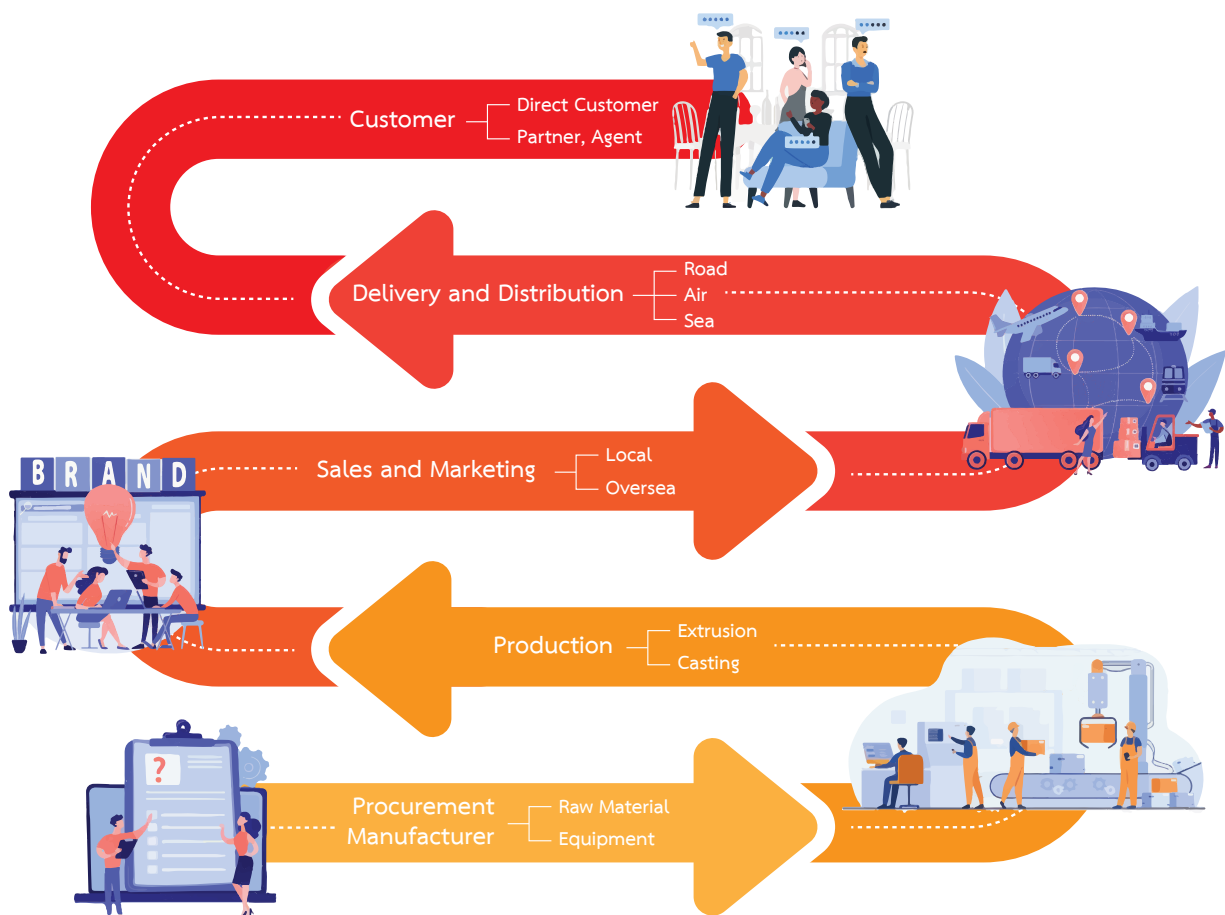 Customer
Direct Customer
Partner, Agent
Delivery and Distribution
Road
Air
Sea
BRAND
Sales and Marketing
Local
Oversea
Production
Extrusion
Casting
?
Procurement
Manufacturer
Raw Material
Equipment